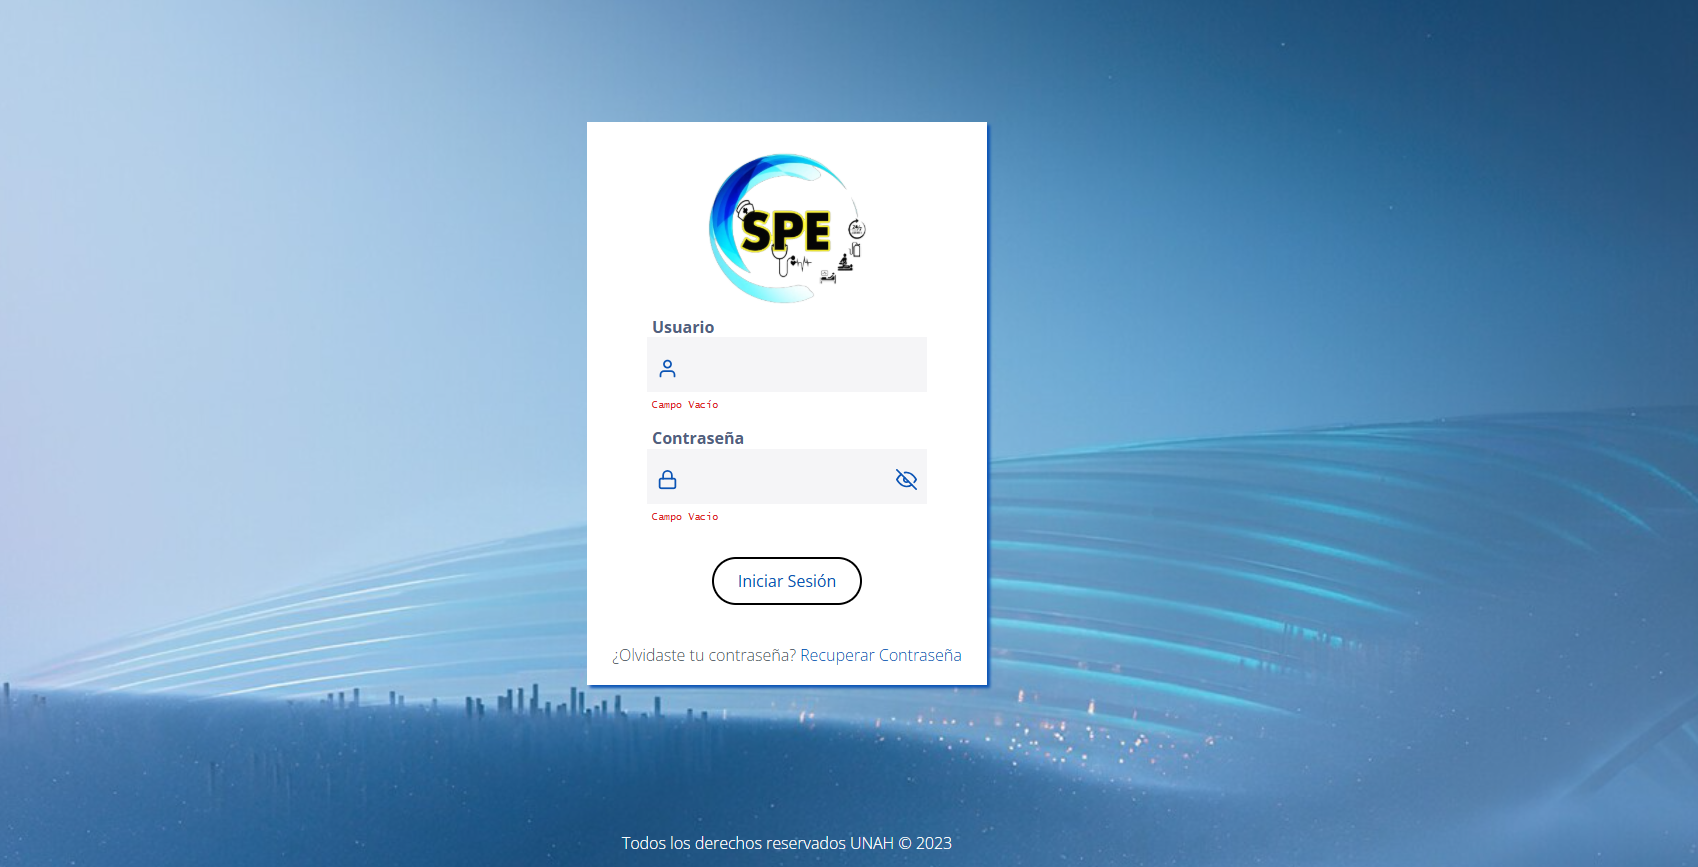 SPE
Usuario
Campo Vacío
Contraseña
Campo Vacio
Iniciar Sesión
¿Olvidaste tu contraseña? Recuperar Contraseña
Todos los derechos reservados UNAH © 2023